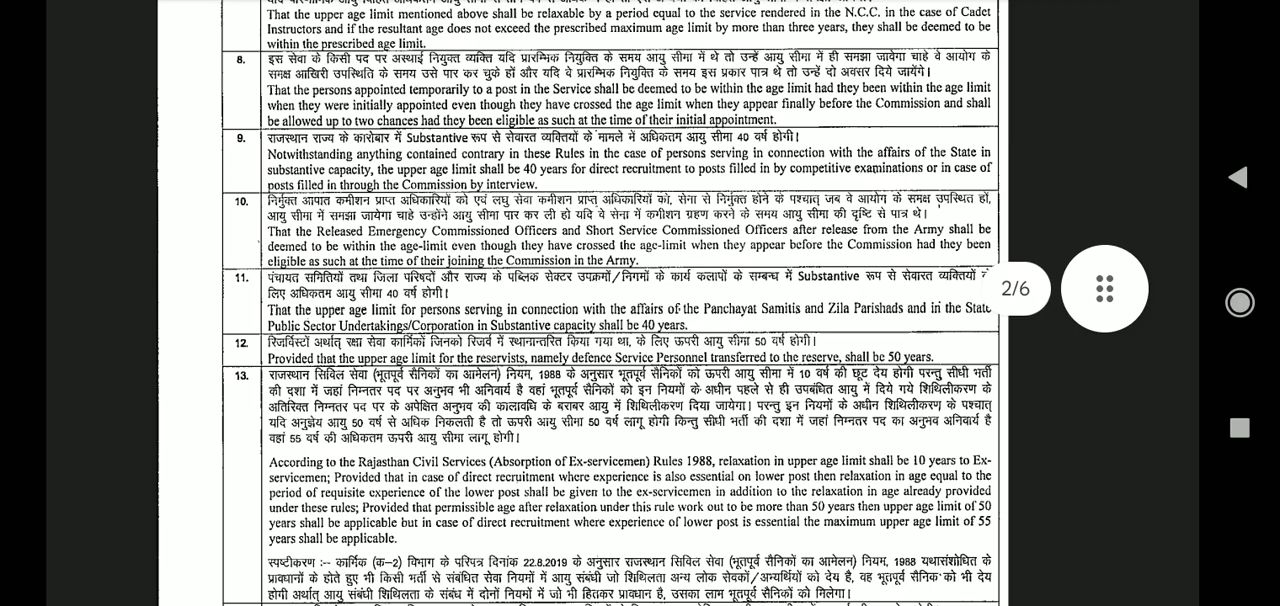 That the upper age limit mentioned above shall be relaxable by a period equal to the service rendered in the N.C.C. in the case of Cadet
Instructors and if the resultant age does not exceed the prescribed maximum age limit by more than three years, they shall be deemed to be
within the prescribed age limit.
8. इस सेवा के किसी पद पर अस्थाई नियुक्त व्यक्ति यदि प्रारम्भिक नियुक्ति के समय आयु सीमा में थे तो उन्हें आयु सीमा में ही समझा जावेगा चाहे वे आयोग के
समक्ष आखिरी उपस्थिति के समय उसे पार कर चुके हों और यदि वे प्रारम्भिक नियुक्ति के समय इस प्रकार पात्र थे तो उन्हें दो अवसर दिये जायेंगे।
That the persons appointed temporarily to a post in the Service shall be deemed to be within the age limit had they been within the age limit
when they were initially appointed even though they have crossed the age limit when they appear finally before the Commission and shall
be allowed up to two chances had they been eligible as such at the time of their initial appointment.
9. राजस्थान राज्य के कारोबार में Substantive रूप से सेवारत व्यक्तियों के मामले में अधिकतम आयु सीमा 40 वर्ष होगी।
Notwithstanding anything contained contrary in these Rules in the case of persons serving in connection with the affairs of the State in
substantive capacity, the upper age limit shall be 40 years for direct recruitment to posts filled in by competitive examinations or in case of
posts filled in through the Commission by interview.
10. निर्मुक्त आपात कमीशन प्राप्त अधिकारियों को एवं लघु सेवा कमीशन प्राप्त अधिकारियों को, सेना से निर्मुक्त होने के पश्चात् जब वे आयोग के समक्ष उपस्थित हों,
आयु सीमा में समझा जायेगा चाहे उन्होंने आयु सीमा पार कर ली हो यदि वे सेना में कमीशन ग्रहण करने के समय आयु सीमा की दृष्टि से पात्र थे।
That the Released Emergency Commissioned Officers and Short Service Commissioned Officers after release from the Army shall be
deemed to be within the age-limit even though they have crossed the age-limit when they appear before the Commission had they been
eligible as such at the time of their joining the Commission in the Army.
11. पंचायत समितियों तथा जिला परिषदों और राज्य के पब्लिक सेक्टर उपक्रमों/निगमों के कार्य कलापों के सम्बन्ध में Substantive रूप से सेवारत व्यक्तियों
लिए अधिकतम आयु सीमा 40 वर्ष होगी।
2/6
That the upper age limit for persons serving in connection with the affairs of the Panchayat Samitis and Zila Parishads and in the State
Public Sector Undertakings/Corporation in Substantive capacity shall be 40 years.
12. रिजर्विस्टों अर्थात् रक्षा सेवा कार्मिकों जिनको रिजर्व में स्थानान्तरित किया गया था, के लिए ऊपरी आयु सीमा 50 वर्ष होगी।
Provided that the upper age limit for the reservists, namely defence Service Personnel transferred to the reserve, shall be 50 years.
13. राजस्थान सिविल सेवा (भूतपूर्व सैनिकों का आमेलन) नियम, 1988 के अनुसार भूतपूर्व सैनिकों को ऊपरी आयु सीमा में 10 वर्ष की छूट देय होगी परन्तु सीधी भर्ती
की दशा में जहां निम्नतर पद पर अनुभव भी अनिवार्य है वहां भूतपूर्व सैनिकों को इन नियमों के अधीन पहले से ही उपबंधित आयु में दिये गये शिथिलीकरण के
अतिरिक्त निम्नतर पद पर के अपेक्षित अनुभव की कालावधि के बराबर आयु में शिथिलीकरण दिया जायेगा। परन्तु इन नियमों के अधीन शिथिलीकरण के पश्चात्
यदि अनुज्ञेय आयु 50 वर्ष से अधिक निकलती है तो ऊपरी आयु सीमा 50 वर्ष लागू होगी किन्तु सीधी भर्ती की दशा में जहां निम्नतर पद का अनुभव अनिवार्य है
वहां 55 वर्ष की अधिकतम ऊपरी आयु सीमा लागू होगी।
According to the Rajasthan Civil Services (Absorption of Ex-servicemen) Rules 1988, relaxation in upper age limit shall be 10 years to Ex-
servicemen; Provided that in case of direct recruitment where experience is also essential on lower post then relaxation in age equal to the
period of requisite experience of the lower post shall be given to the ex-servicemen in addition to the relaxation in age already provided
under these rules; Provided that permissible age after relaxation under this rule work out to be more than 50 years then upper age limit of 50
years shall be applicable but in case of direct recruitment where experience of lower post is essential the maximum upper age limit of 55
years shall be applicable.
स्पष्टीकरण :- कार्मिक (क-2) विभाग के परिपत्र दिनांक 22.8.2019 के अनुसार राजस्थान सिविल सेवा (भूतपूर्व सैनिकों का आमेलन) नियम, 1988 यथासंशोधित के
प्रावधानों के होते हुए भी किसी भर्ती से संबंधित सेवा नियमों में आयु संबंधी जो शिथिलता अन्य लोक सेवकों/अभ्यर्थियों को देय है, वह भूतपूर्व सैनिक को भी देय
होगी अर्थात् आयु संबंधी शिथिलता के संबंध में दोनों नियमों में जो भी हितकर प्रावधान है, उसका लाभ भूतपूर्व सैनिकों को मिलेगा।